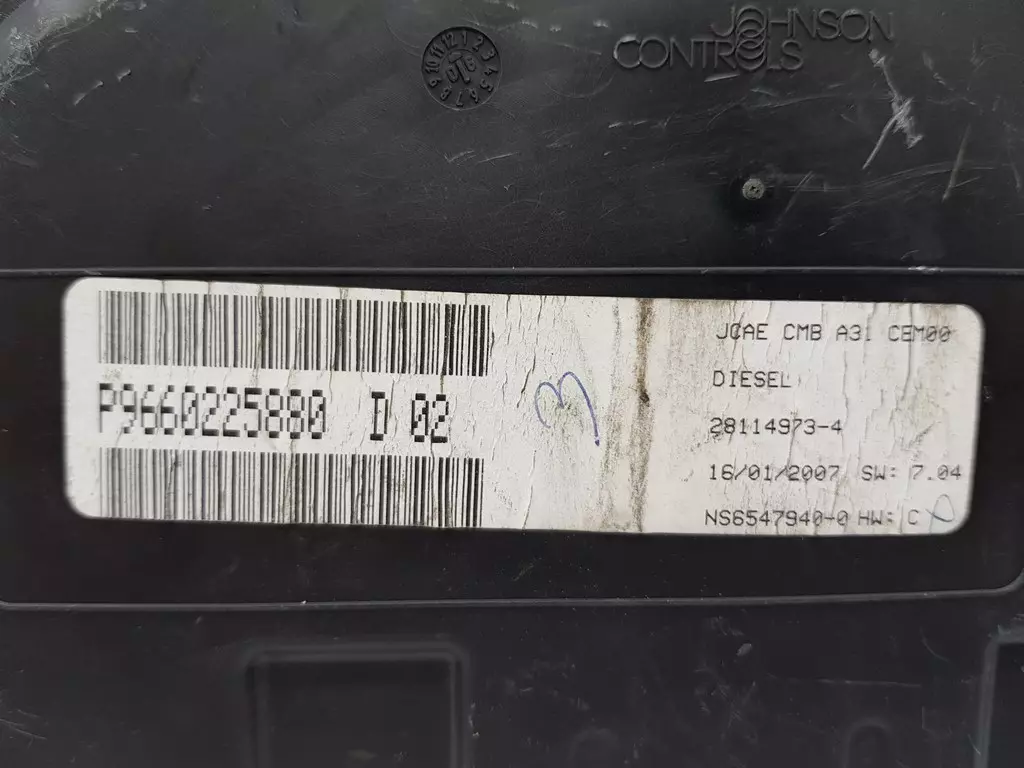 JOHNSON
CONTROLS
P9660225880 D 02
3
JCAE CMB A31 CEM00
DIESEL
28114973-4
16/01/2007 SW: 7.04
NS6547940-0 HW: C